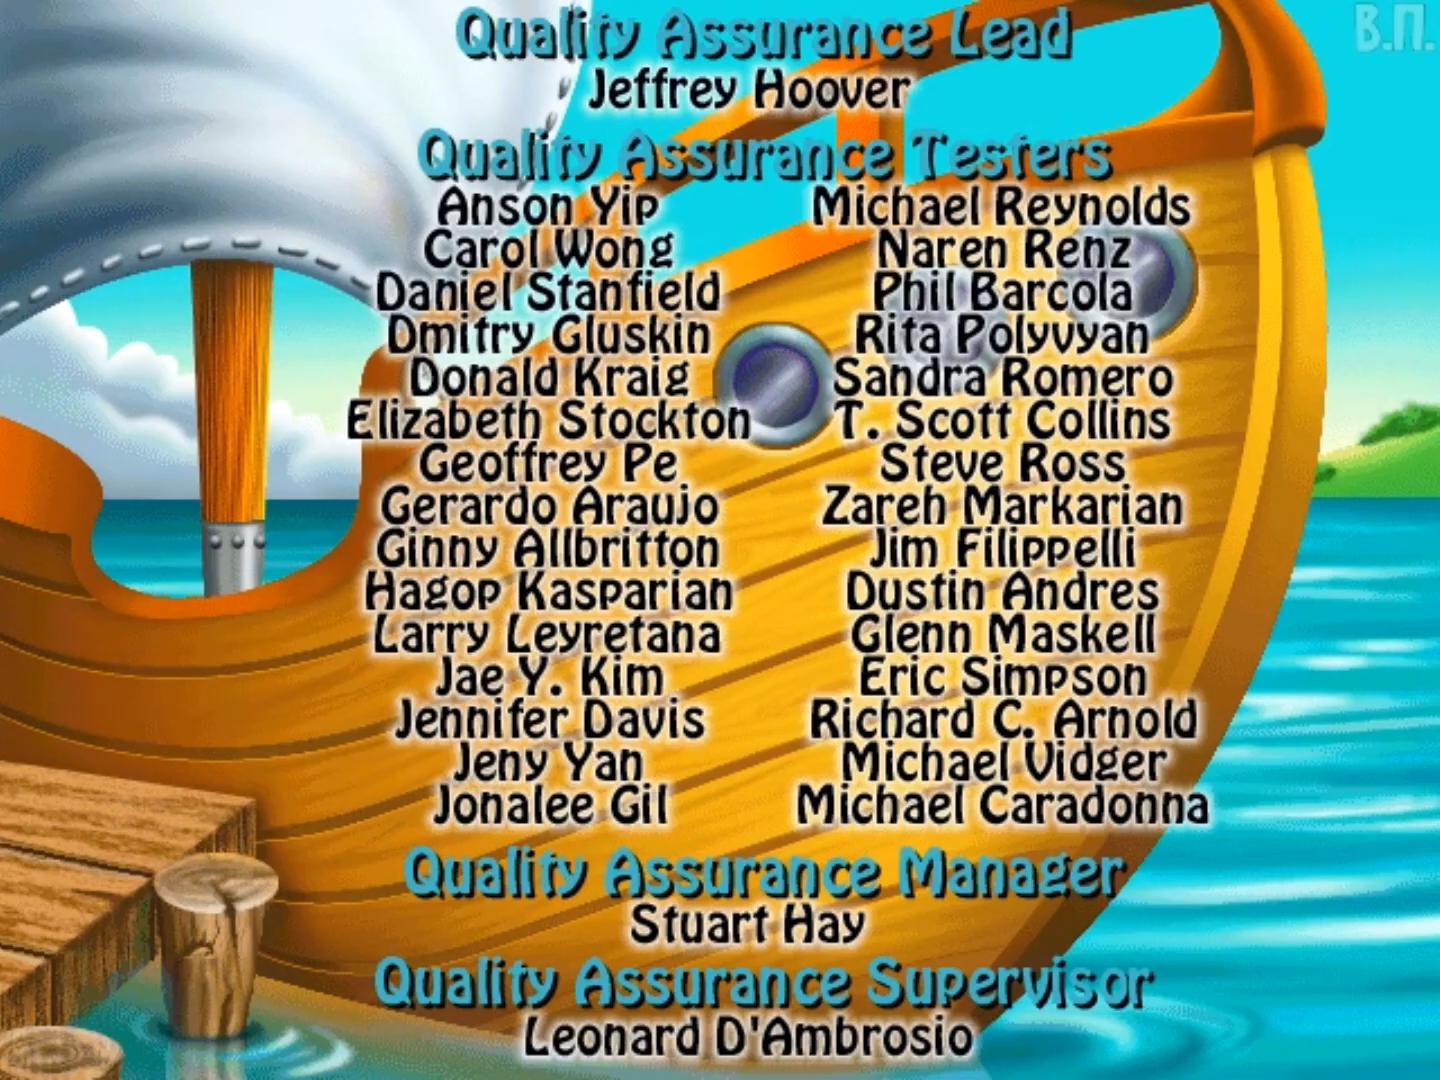 Quality Assurance Lead
Jeffrey Hoover
Quality Assurance Testers
Anson Yip
Carol Wong
Daniel Stanfield
Dmitry Gluskin
Donald Kraig
Elizabeth Stockton
Geoffrey Pe
Gerardo Araujo
Ginny Allbritton
Hagop Kasparian
Larry Leyretana
Jae Y. Kim
Jennifer Davis
Jeny Yan
Jonalee Gil
Michael Reynolds
Naren Renz
Phil Barcola
Rita Polyvyan
Sandra Romero
T. Scott Collins
Steve Ross
Zareh Markarian
Jim Filippelli
Dustin Andres
Glenn Maskell
Eric Simpson
Richard C. Arnold
Michael Vidger
Michael Caradonna
Quality Assurance Manager
Stuart Hay
Quality Assurance Supervisor
Leonard D'Ambrosio
В.П.